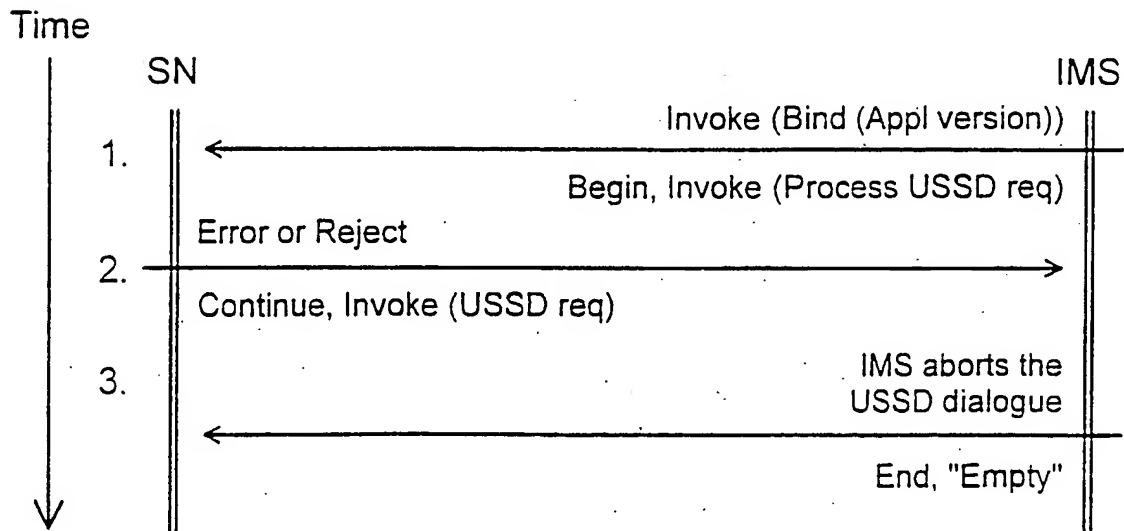 Time
SN
IMS
Invoke (Bind (Appl version))
1.
Begin, Invoke (Process USSD req)
Error or Reject
2.
Continue, Invoke (USSD req)
3.
IMS aborts the
USSD dialogue
End, "Empty"